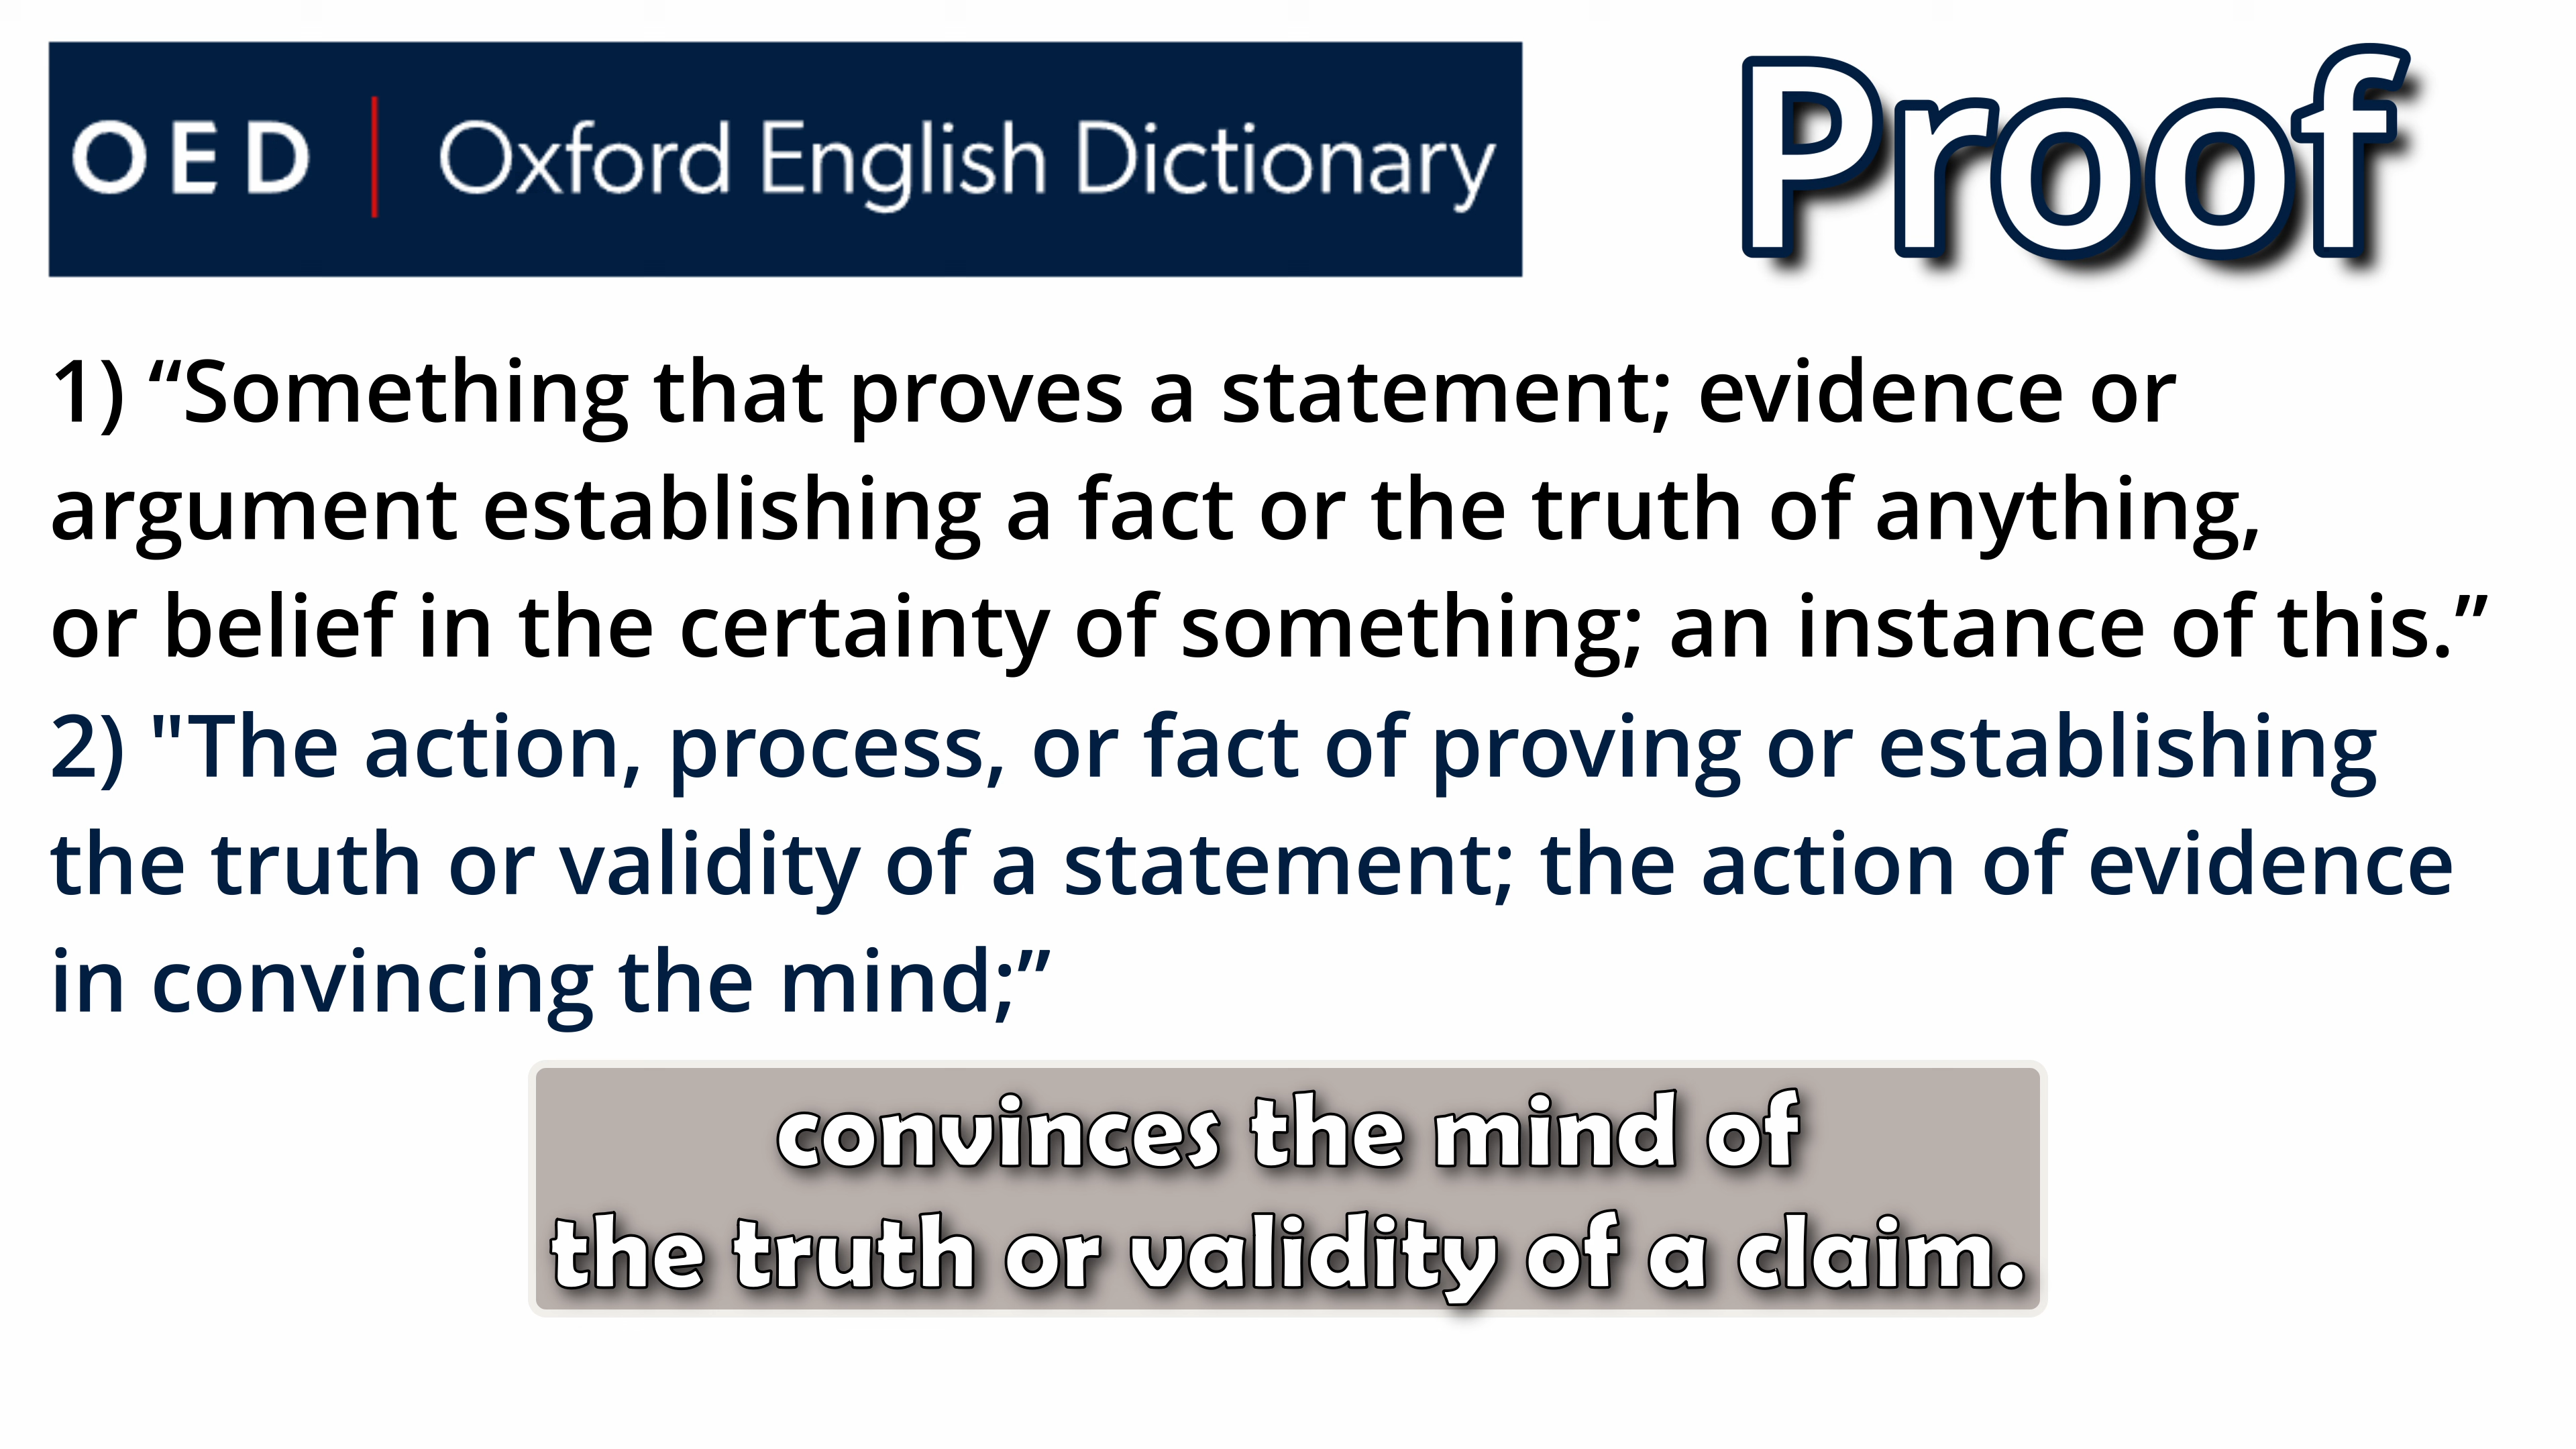 OED | Oxford English Dictionary
Proof
1) “Something that proves a statement; evidence or
argument establishing a fact or the truth of anything,
or belief in the certainty of something; an instance of this.”
2) "The action, process, or fact of proving or establishing
the truth or validity of a statement; the action of evidence
in convincing the mind;”
convinces the mind of
the truth or validity of a claim.